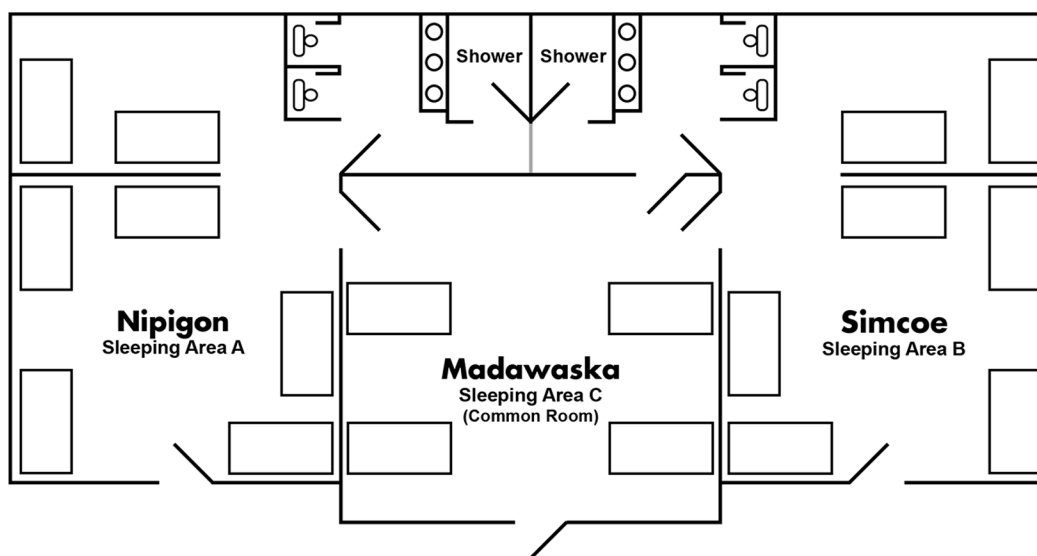 Shower
Shower
Nipigon
Sleeping Area A
Simcoe
Sleeping Area B
Madawaska
Sleeping Area C
(Common Room)